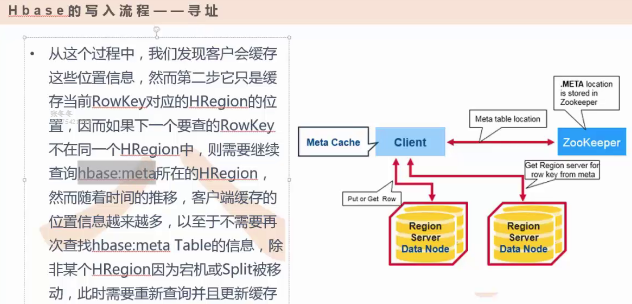 Hbase的写入流程——寻址
• 从这个过程中，我们发现客户会缓存
这些位置信息，然而第二步它只是缓
存当前RowKey对应的HRegion的位
置，因而如果下一个要查的RowKey
不在同一个HRegion中，则需要继续
查询hbase:meta所在的HRegion，
然而随着时间的推移，客户端缓存的
位置信息越来越多，以至于不需要再
次查找hbase:meta Table的信息，除
非某个HRegion因为宕机或Split被移
动，此时需要重新查询并且更新缓存
.META location
is stored in
Zookeeper
Meta table location
Meta Cache
Client
ZooKeeper
Get Region server for
row key from meta
Put or Get Row
Region
Server
Data Node
Region
Server
Data Node